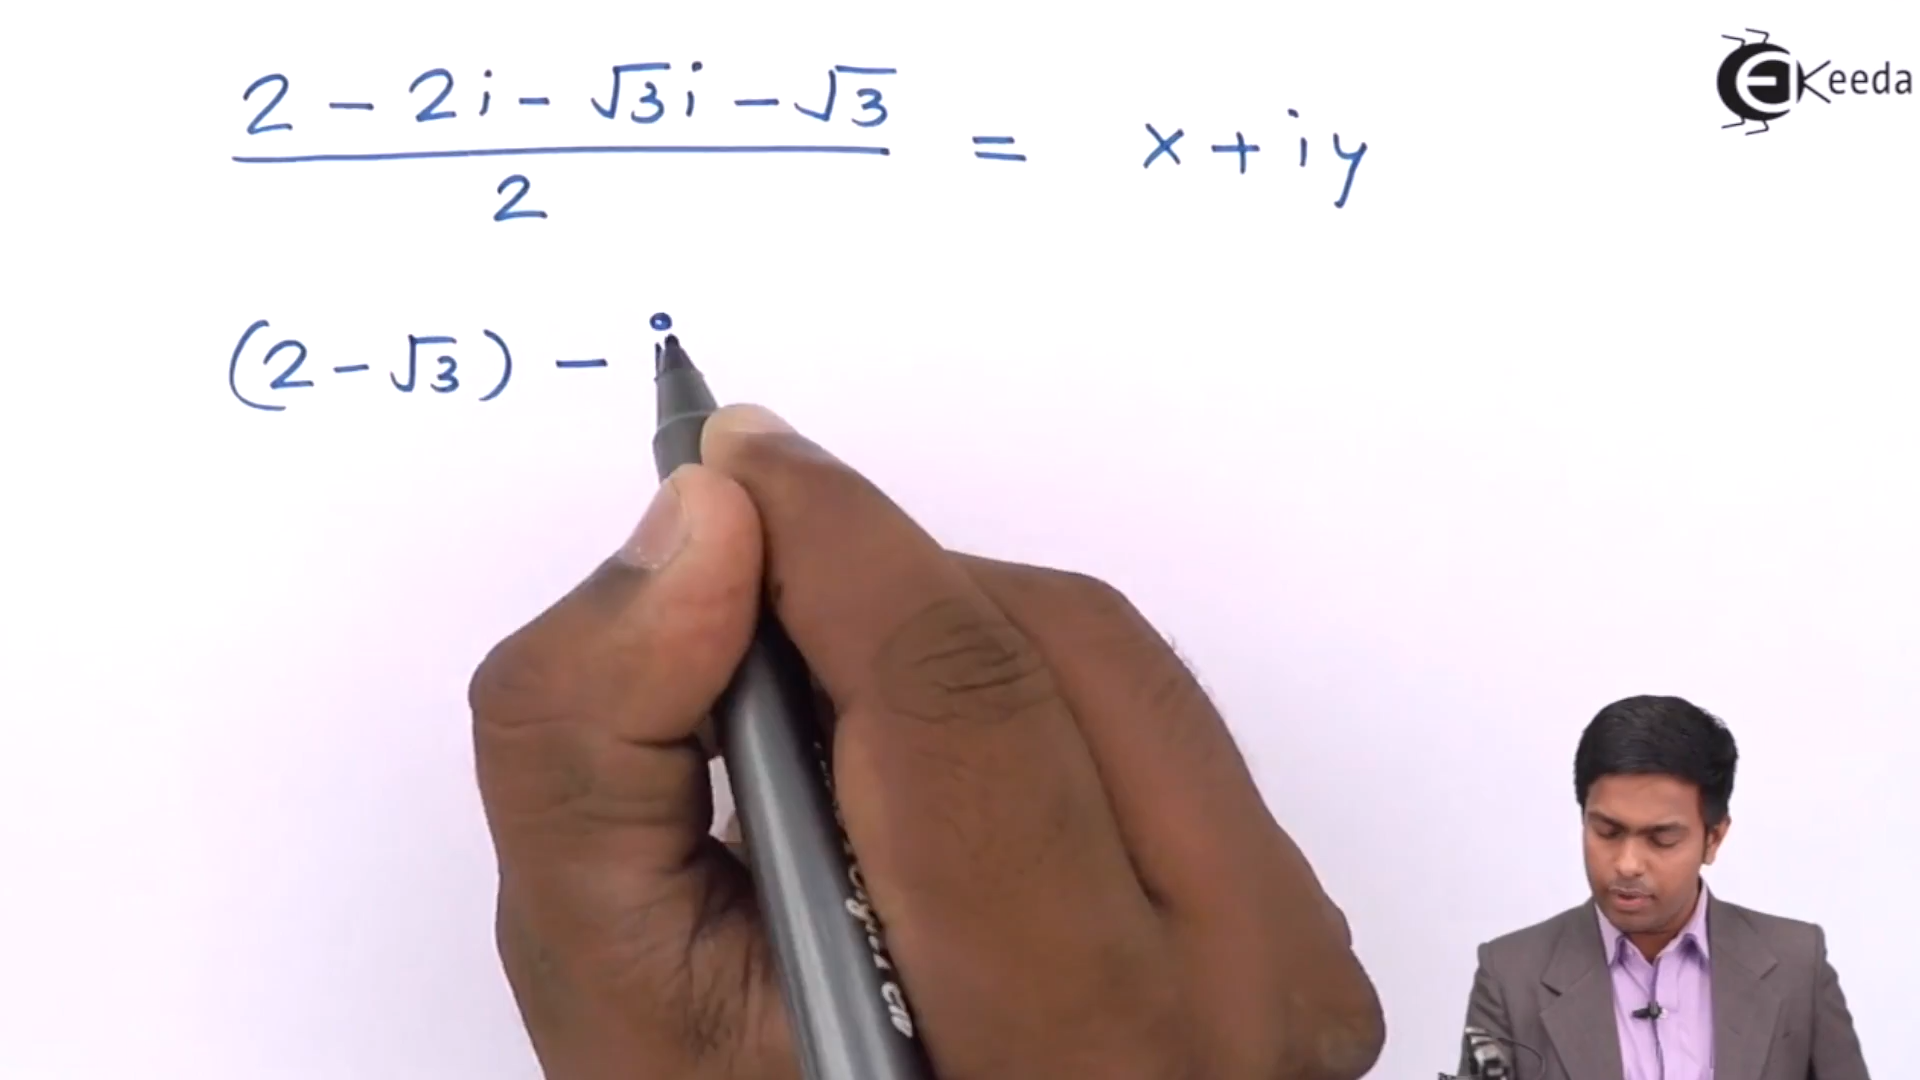 Keeda
2 - 2i - √3i - √3
= x + iy
2
(2 - √3) - i